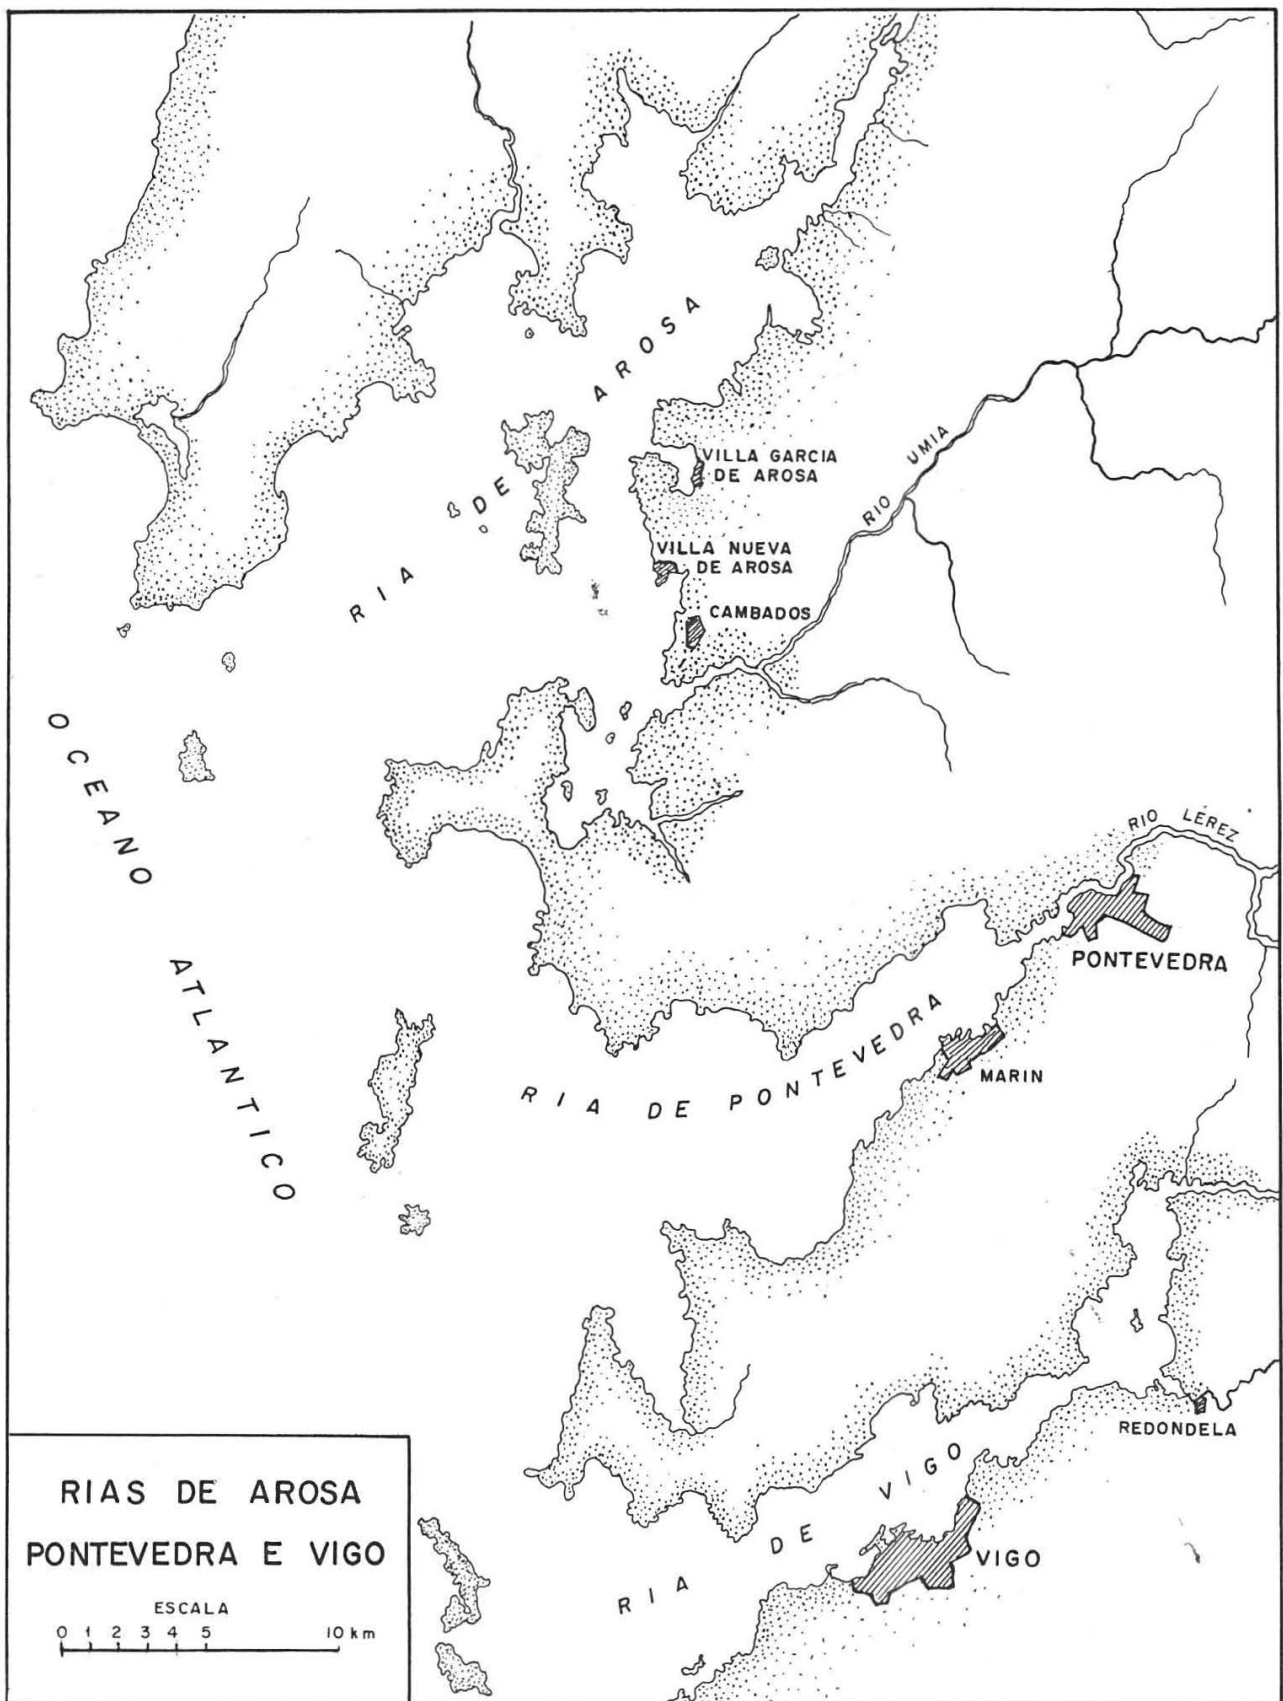 RIA DE AROSA
VILLA GARCIA
DE AROSA
RIO UMIA
VILLA NUEVA
DE AROSA
CAMBADOS
OCEANO ATLANTICO
RIO LÉREZ
PONTEVEDRA
RIA DE PONTEVEDRA
MARIN
REDONDELA
RIA DE VIGO
VIGO
RIAS DE AROSA
PONTEVEDRA E VIGO
ESCALA
0 1 2 3 4 5 10 km